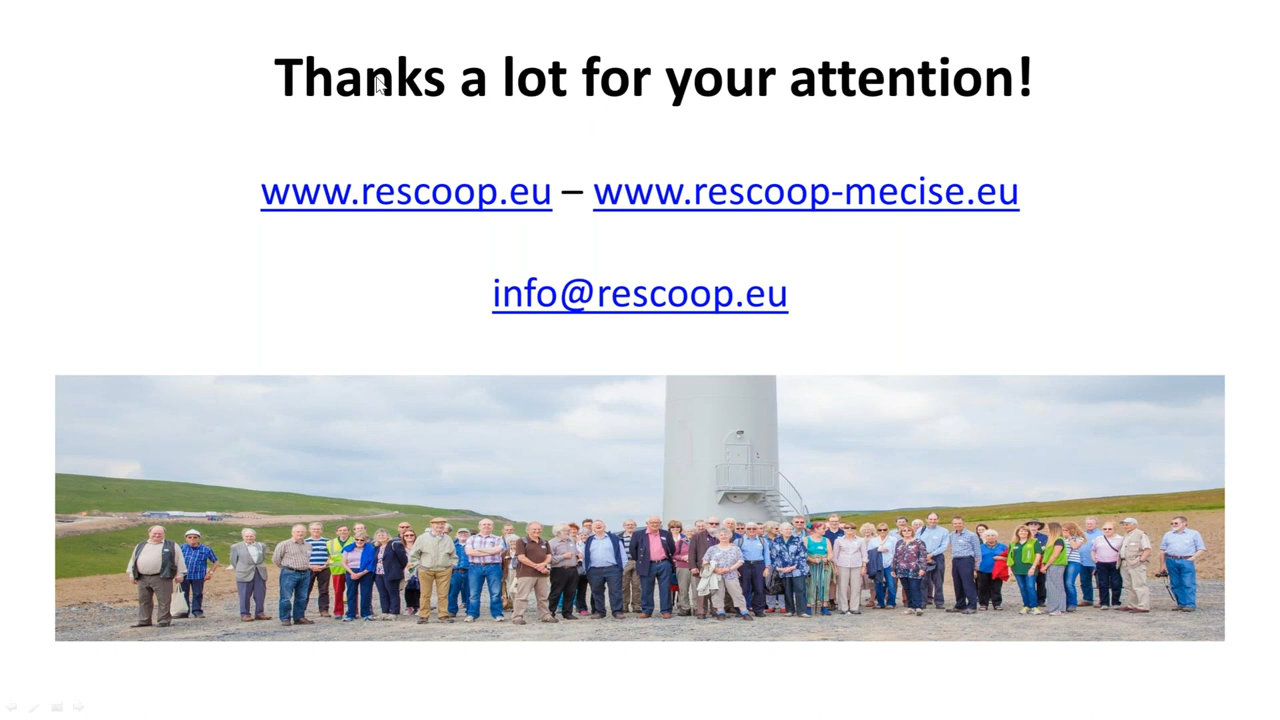 Thanks a lot for your attention!
www.rescoop.eu – www.rescoop-mecise.eu
info@rescoop.eu